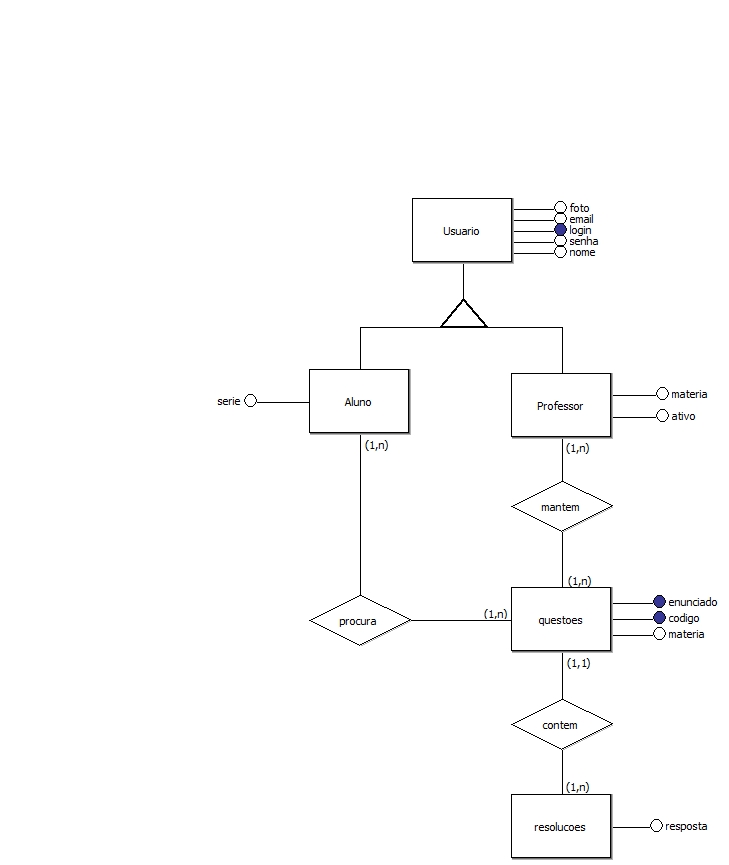 foto
email
Usuario
login
senha
nome
serie
Aluno
Professor
materia
ativo
(1,n)
(1,n)
mantem
(1,n)
enunciado
(1,n)
procura
questoes
codigo
materia
(1,1)
contem
(1,n)
resolucoes
resposta